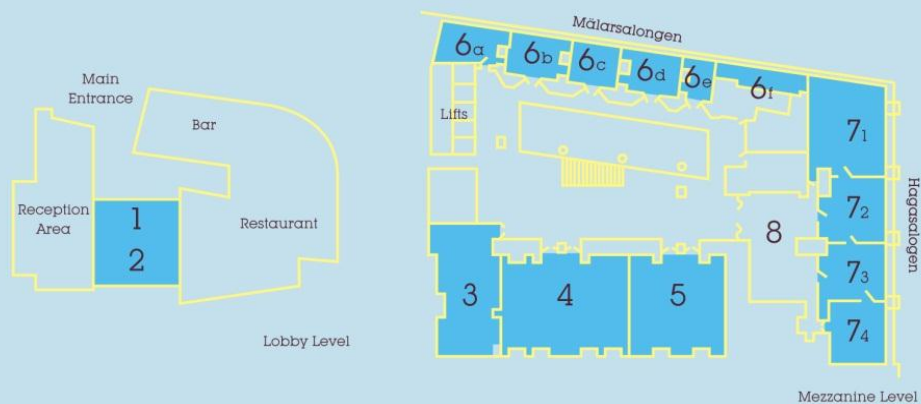 Main
Entrance
Bar
Reception
Area
1
2
Restaurant
Lobby Level
Mälarsalongen
6a
6b
6c
6d
6e
6f
Lifts
71
72
73
74
Hagasalogen
8
3
4
5
Mezzanine Level